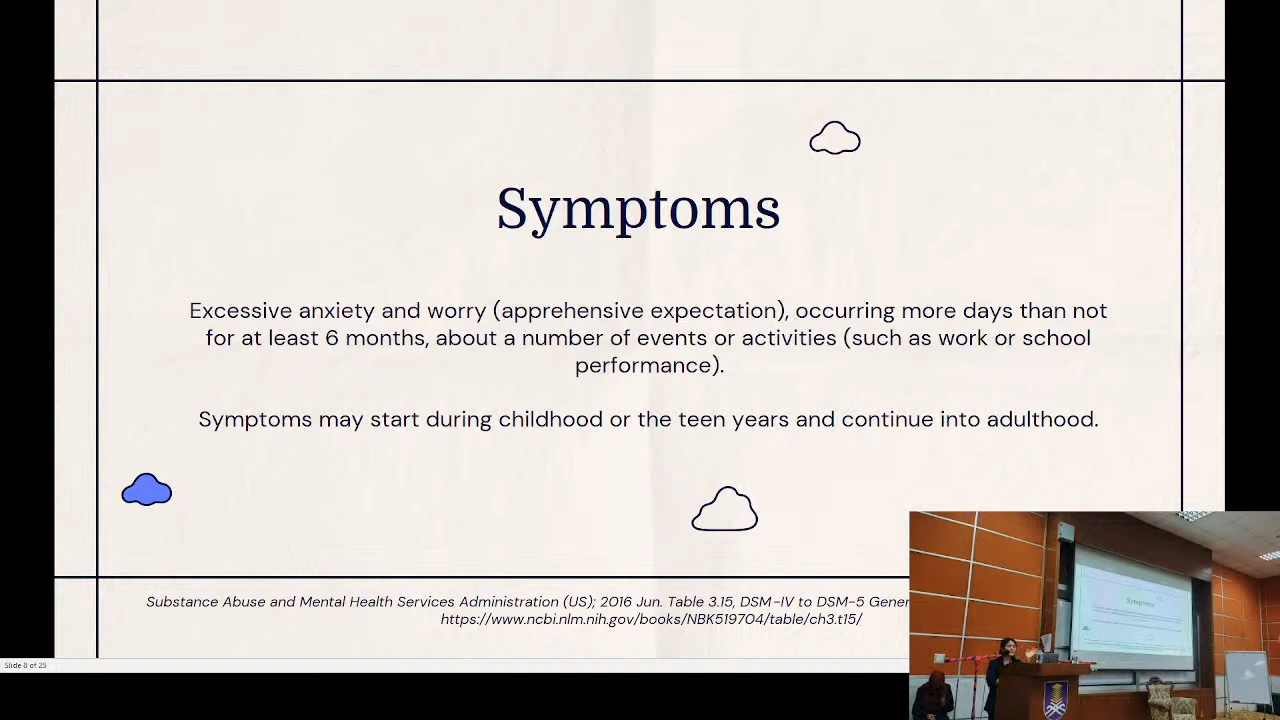 Symptoms
Excessive anxiety and worry (apprehensive expectation), occurring more days than not
for at least 6 months, about a number of events or activities (such as work or school
performance).
Symptoms may start during childhood or the teen years and continue into adulthood.
Substance Abuse and Mental Health Services Administration (US); 2016 Jun. Table 3.15, DSM-IV to DSM-5
https://www.ncbi.nlm.nih.gov/books/NBK519704/table/ch3.t15/
Slide 8 of 25
Symptoms